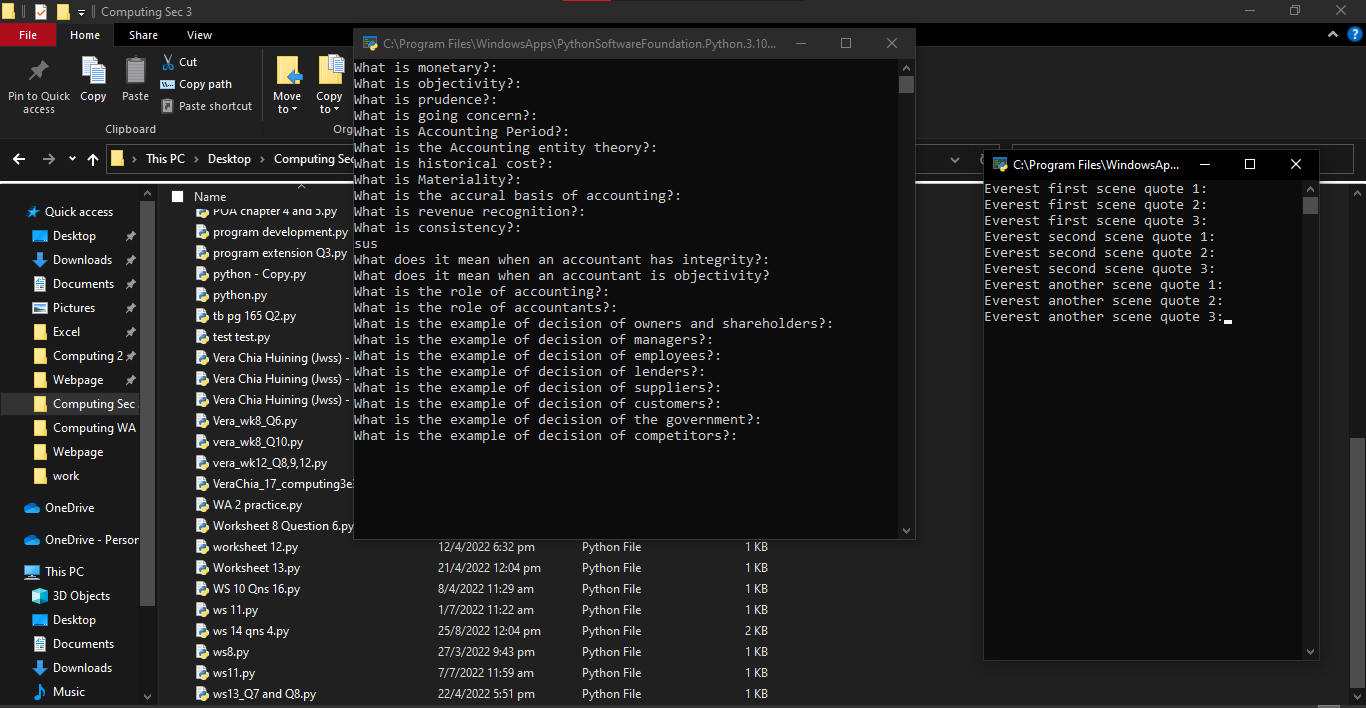 Computing Sec 3
File Home Share View
Pin to Quick access
Copy
Paste
Cut
Copy path
Paste shortcut
Clipboard
Move to
Copy to
Org
This PC > Desktop > Computing Sec
Quick access
Desktop
Downloads
Documents
Pictures
Excel
Computing 2
Webpage
Computing Sec
Computing WA
Webpage
work
OneDrive
OneDrive - Person
This PC
3D Objects
Desktop
Documents
Downloads
Music
Name
POA chapter 4 and 5.py
program development.py
program extension Q3.py
python - Copy.py
python.py
tb pg 165 Q2.py
test test.py
Vera Chia Huining (Jwss) -
Vera Chia Huining (Jwss) -
Vera Chia Huining (Jwss) -
Vera_wk8_Q6.py
vera_wk8_Q10.py
vera_wk12_Q8,9,12.py
VeraChia_17_computing3e
WA 2 practice.py
Worksheet 8 Question 6.py
worksheet 12.py 12/4/2022 6:32 pm Python File 1 KB
Worksheet 13.py 21/4/2022 12:04 pm Python File 1 KB
WS 10 Qns 16.py 8/4/2022 11:29 am Python File 1 KB
ws 11.py 1/7/2022 11:22 am Python File 1 KB
ws 14 qns 4.py 25/8/2022 12:04 pm Python File 2 KB
ws8.py 27/3/2022 9:43 pm Python File 1 KB
ws11.py 7/7/2022 11:59 am Python File 1 KB
ws13_Q7 and Q8.py 22/4/2022 5:51 pm Python File 1 KB
C:\Program Files\WindowsApps\PythonSoftwareFoundation.Python.3.10...
What is monetary?:
What is objectivity?:
What is prudence?:
What is going concern?:
What is Accounting Period?:
What is the Accounting entity theory?:
What is historical cost?:
What is Materiality?:
What is the accural basis of accounting?:
What is revenue recognition?:
What is consistency?:
sus
What does it mean when an accountant has integrity?:
What does it mean when an accountant is objectivity?
What is the role of accounting?:
What is the role of accountants?:
What is the example of decision of owners and shareholders?:
What is the example of decision of managers?:
What is the example of decision of employees?:
What is the example of decision of lenders?:
What is the example of decision of suppliers?:
What is the example of decision of customers?:
What is the example of decision of the government?:
What is the example of decision of competitors?:
C:\Program Files\WindowsAp...
Everest first scene quote 1:
Everest first scene quote 2:
Everest first scene quote 3:
Everest second scene quote 1:
Everest second scene quote 2:
Everest second scene quote 3:
Everest another scene quote 1:
Everest another scene quote 2:
Everest another scene quote 3: